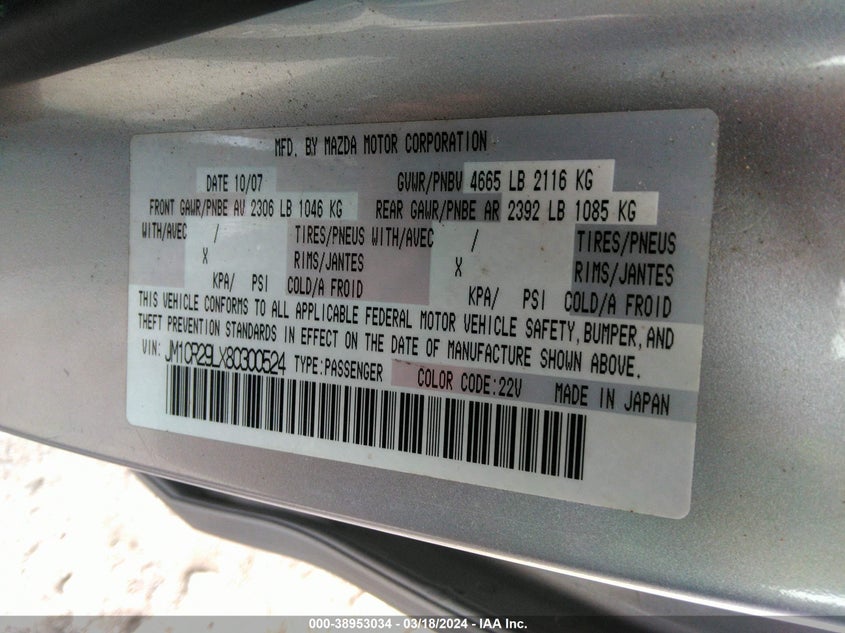 MFD. BY MAZDA MOTOR CORPORATION
DATE 10/07 GVWR/PNBV 4665 LB 2116 KG
FRONT GAWR/PNBE AV 2306 LB 1046 KG REAR GAWR/PNBE AR 2392 LB 1085 KG
WITH/AVEC / TIRES/PNEUS WITH/AVEC / TIRES/PNEUS
X RIMS/JANTES X RIMS/JANTES
KPA/ PSI COLD/A FROID KPA/ PSI COLD/A FROID
THIS VEHICLE CONFORMS TO ALL APPLICABLE FEDERAL MOTOR VEHICLE SAFETY, BUMPER, AND
THEFT PREVENTION STANDARDS IN EFFECT ON THE DATE OF MANUFACTURE SHOWN ABOVE.
VIN: JM1CR29LX80300524 TYPE:PASSENGER COLOR CODE:22V MADE IN JAPAN
000-38953034 - 03/18/2024 - IAA Inc.